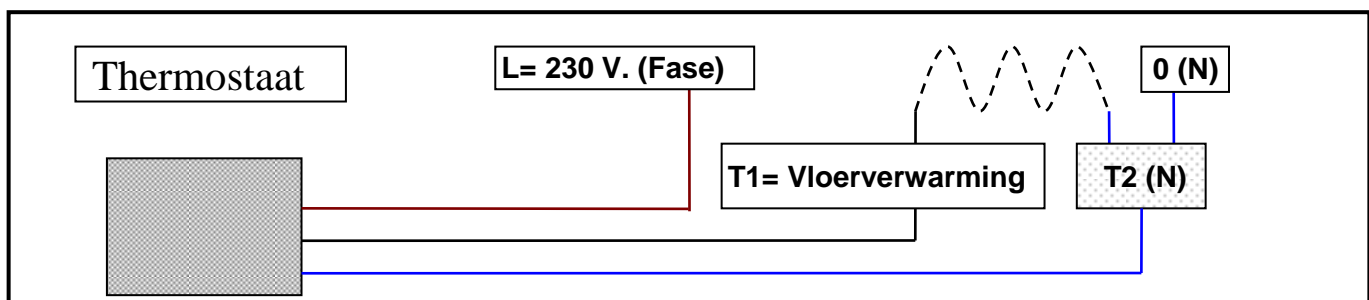 Thermostaat
L= 230 V. (Fase)
0 (N)
T1= Vloerverwarming
T2 (N)